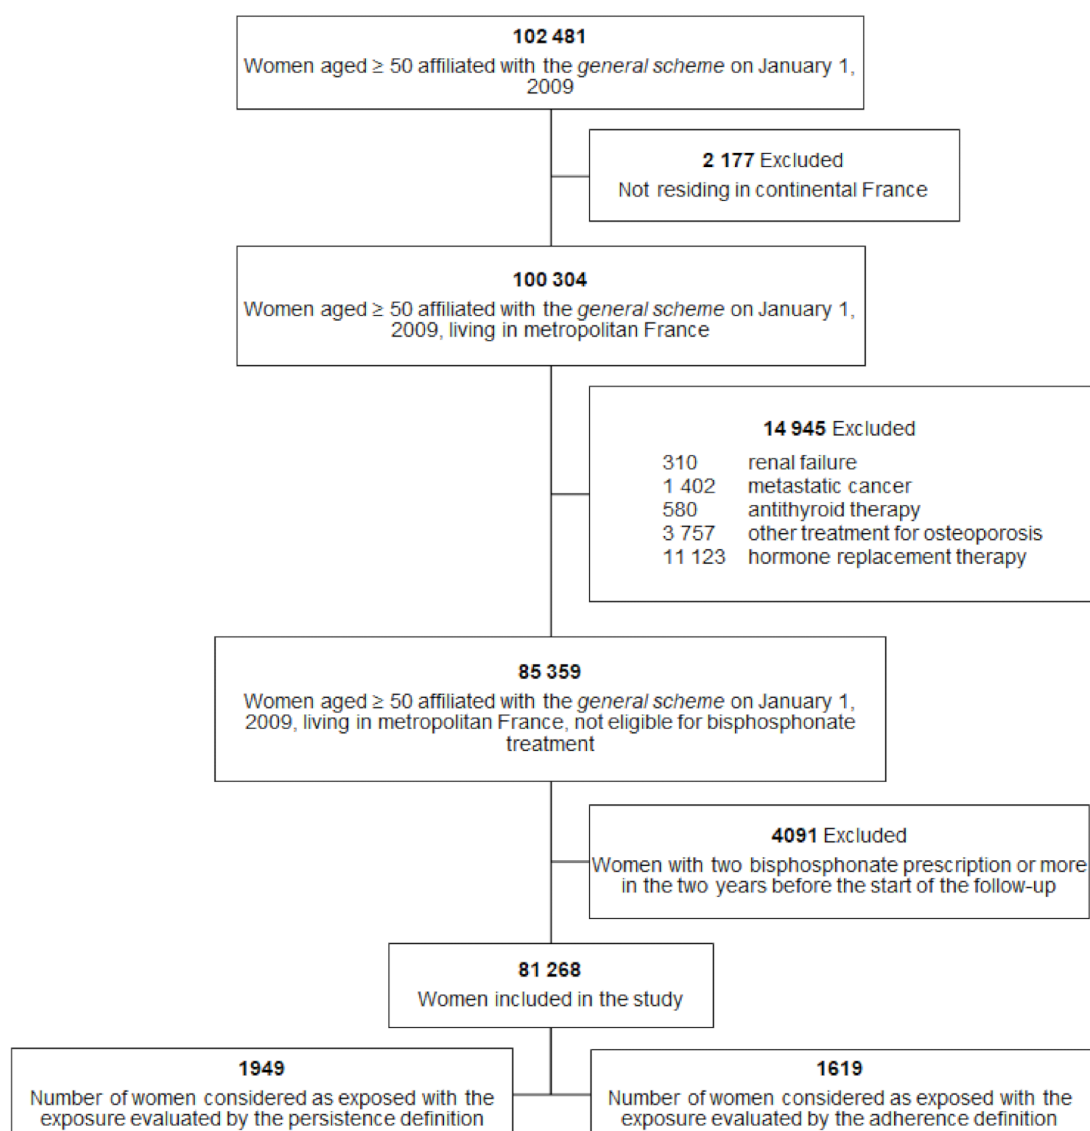 102 481
Women aged ≥ 50 affiliated with the general scheme on January 1,
2009
2 177 Excluded
Not residing in continental France
100 304
Women aged ≥ 50 affiliated with the general scheme on January 1,
2009, living in metropolitan France
14 945 Excluded
310 renal failure
1 402 metastatic cancer
580 antithyroid therapy
3 757 other treatment for osteoporosis
11 123 hormone replacement therapy
85 359
Women aged ≥ 50 affiliated with the general scheme on January 1,
2009, living in metropolitan France, not eligible for bisphosphonate
treatment
4091 Excluded
Women with two bisphosphonate prescription or more
in the two years before the start of the follow-up
81 268
Women included in the study
1949
Number of women considered as exposed with the
exposure evaluated by the persistence definition
1619
Number of women considered as exposed with the
exposure evaluated by the adherence definition